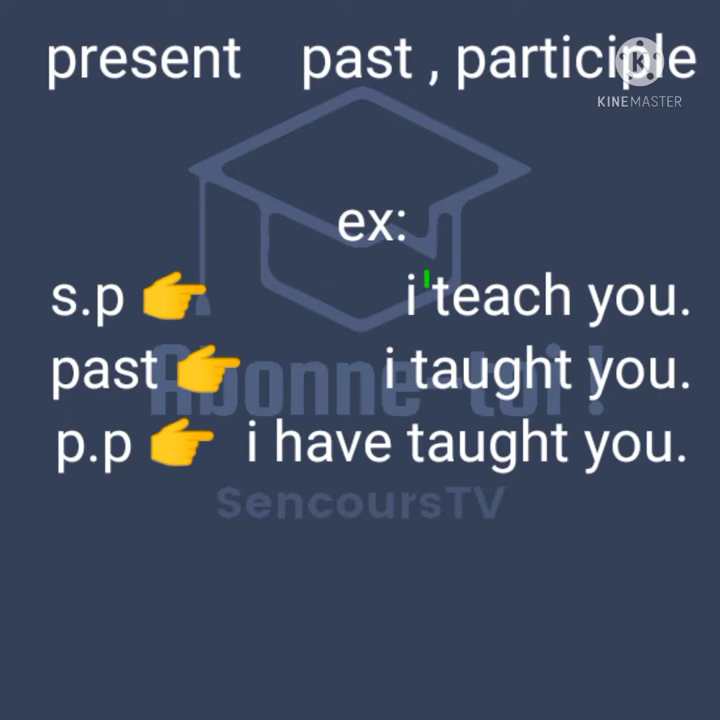 present past , participle
KINEMASTER
ex:
s.p 👉 i teach you.
past 👉 i taught you.
Abonne-toi !
p.p 👉 i have taught you.
SencoursTV